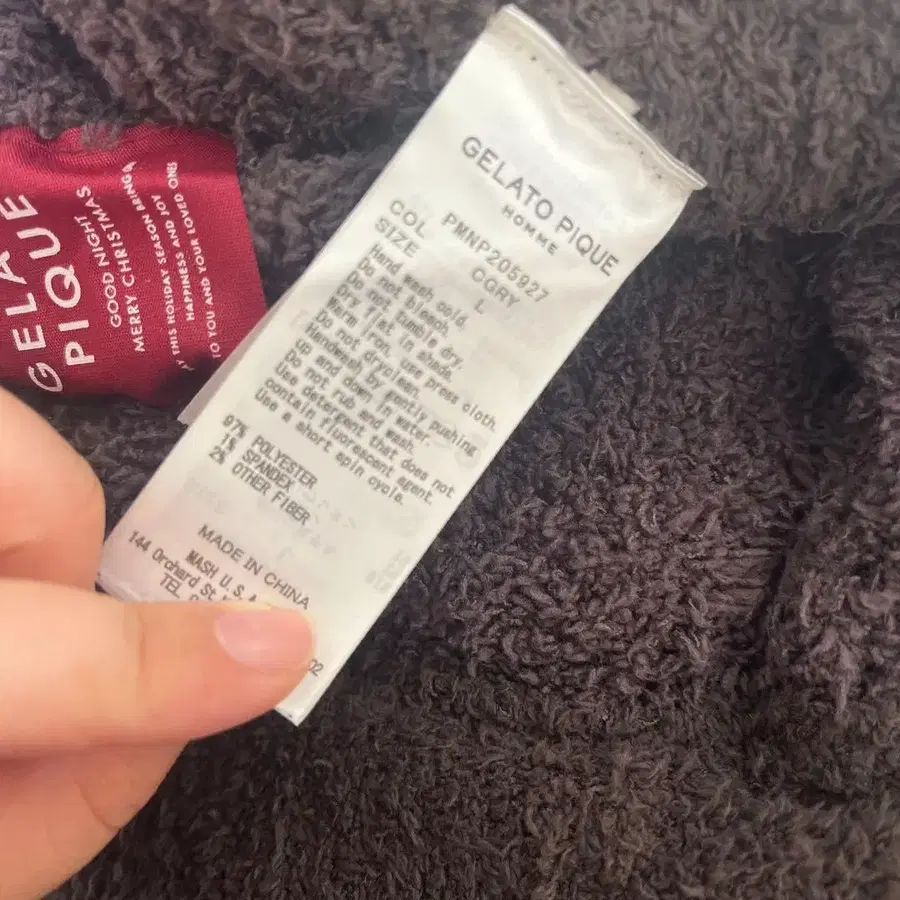 GELATO
PIQUE
GOOD NIGHT
MERRY CHRISTMAS
THIS HOLIDAY SEASON JOY
HAPPINESS AND
TO YOU AND YOUR LOVED ONES
GELATO PIQUE
HOMME
PMNP205927
COL CGRY
SIZE L
Hand wash cold.
Do not bleach.
Do not tumble dry.
Dry flat in shade.
Warm iron, use press cloth.
Do not dryclean.
Handwash by gently pushing
up and down in water.
Do not rub and wash.
Use detergent that does not
contain fluorescent agent.
Use a short spin cycle.
97% POLYESTER
1% SPANDEX
2% OTHER FIBER
MADE IN CHINA
MASH U.S.A
144 Orchard St.
TEL
02